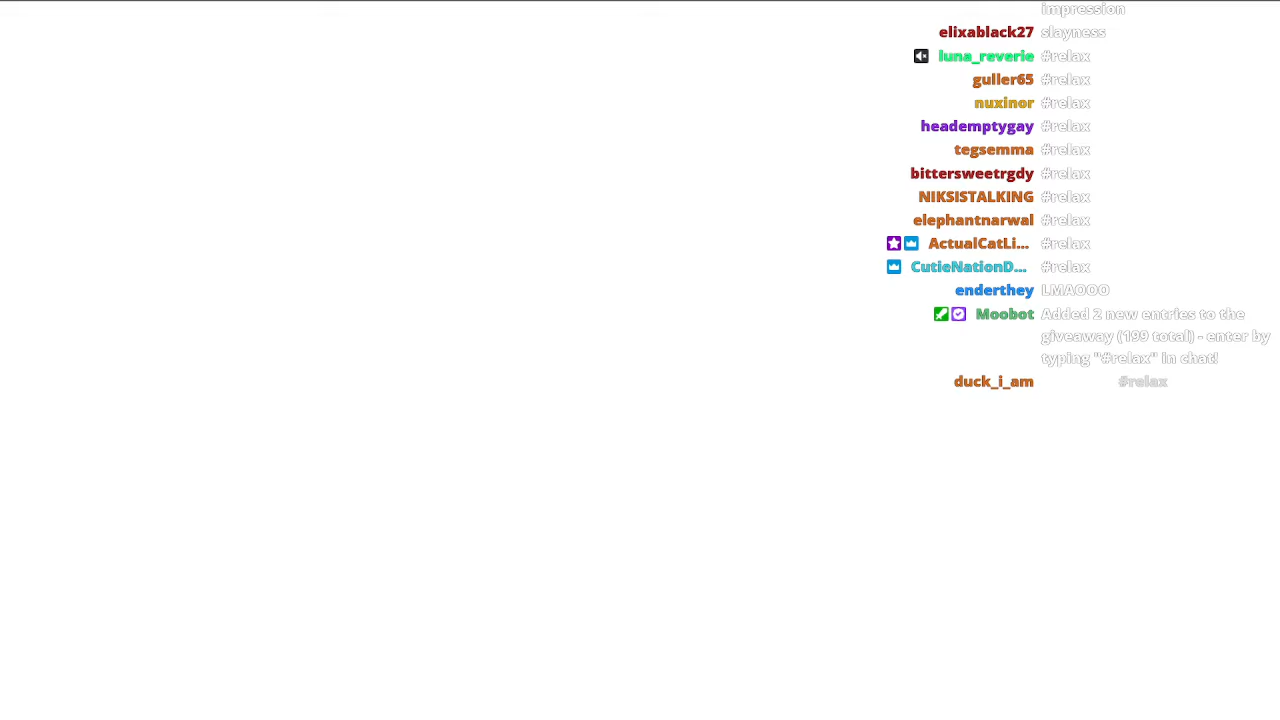 impression
elixablack27 slayness
luna_reverie #relax
guller65 #relax
nuxinor #relax
heademptygay #relax
tegsemma #relax
bittersweetrgdy #relax
NIKSISTALKING #relax
elephantnarwal #relax
ActualCatLi... #relax
CutieNationD... #relax
enderthey LMAOOO
Moobot Added 2 new entries to the
giveaway (199 total) - enter by
typing "#relax" in chat!
duck_i_am #relax